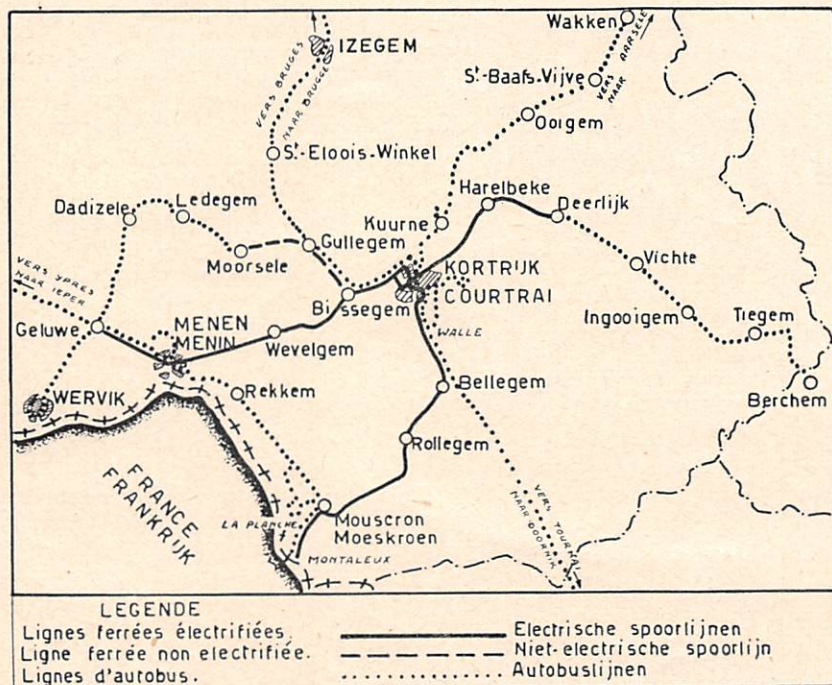 Wakken
IZEGEM
VERS BRUGES
NAAR BRUGGE
St-Baafs-Vijve
VERS AARSELE
NAAR
Ooigem
St-Eloois-Winkel
Harelbeke
Dadizele
Ledegem
Kuurne
Deerlijk
Gullegem
Moorsele
Vichte
VERS YPRES
NAAR IEPER
KORTRIJK
COURTRAI
Bissegem
Geluwe
MENEN
MENIN
Ingooigem
Tiegem
WALLE
Wevelgem
WERVIK
Rekkem
Bellegem
Berchem
Rollegem
FRANCE
FRANKRIJK
LA PLANCHE
Mouscron
Moeskroen
VERS TOURNAI
NAAR DOORNIK
MONTALEUX
LEGENDE
Lignes ferrées électrifiées. Electrische spoorlijnen
Ligne ferrée non electrifiée. Niet-electrische spoorlijn
Lignes d'autobus. Autobuslijnen